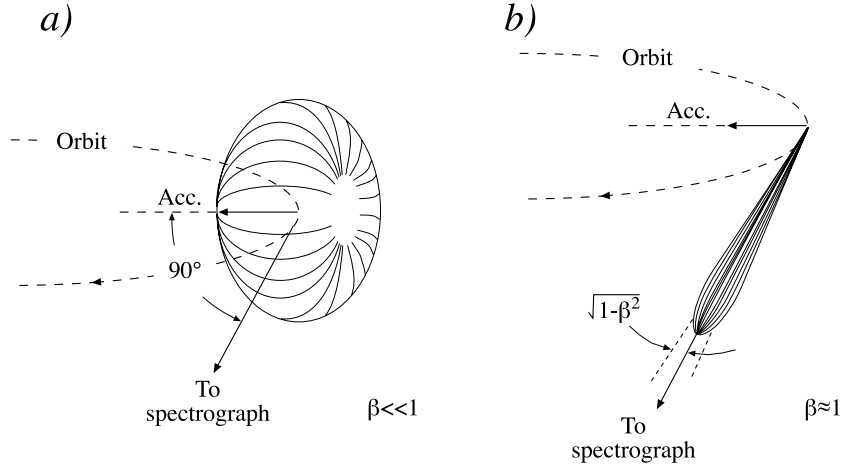 a)
Orbit
Acc.
90°
To
spectrograph
β<<1
b)
Orbit
Acc.
√1-β²
To
spectrograph
β≈1